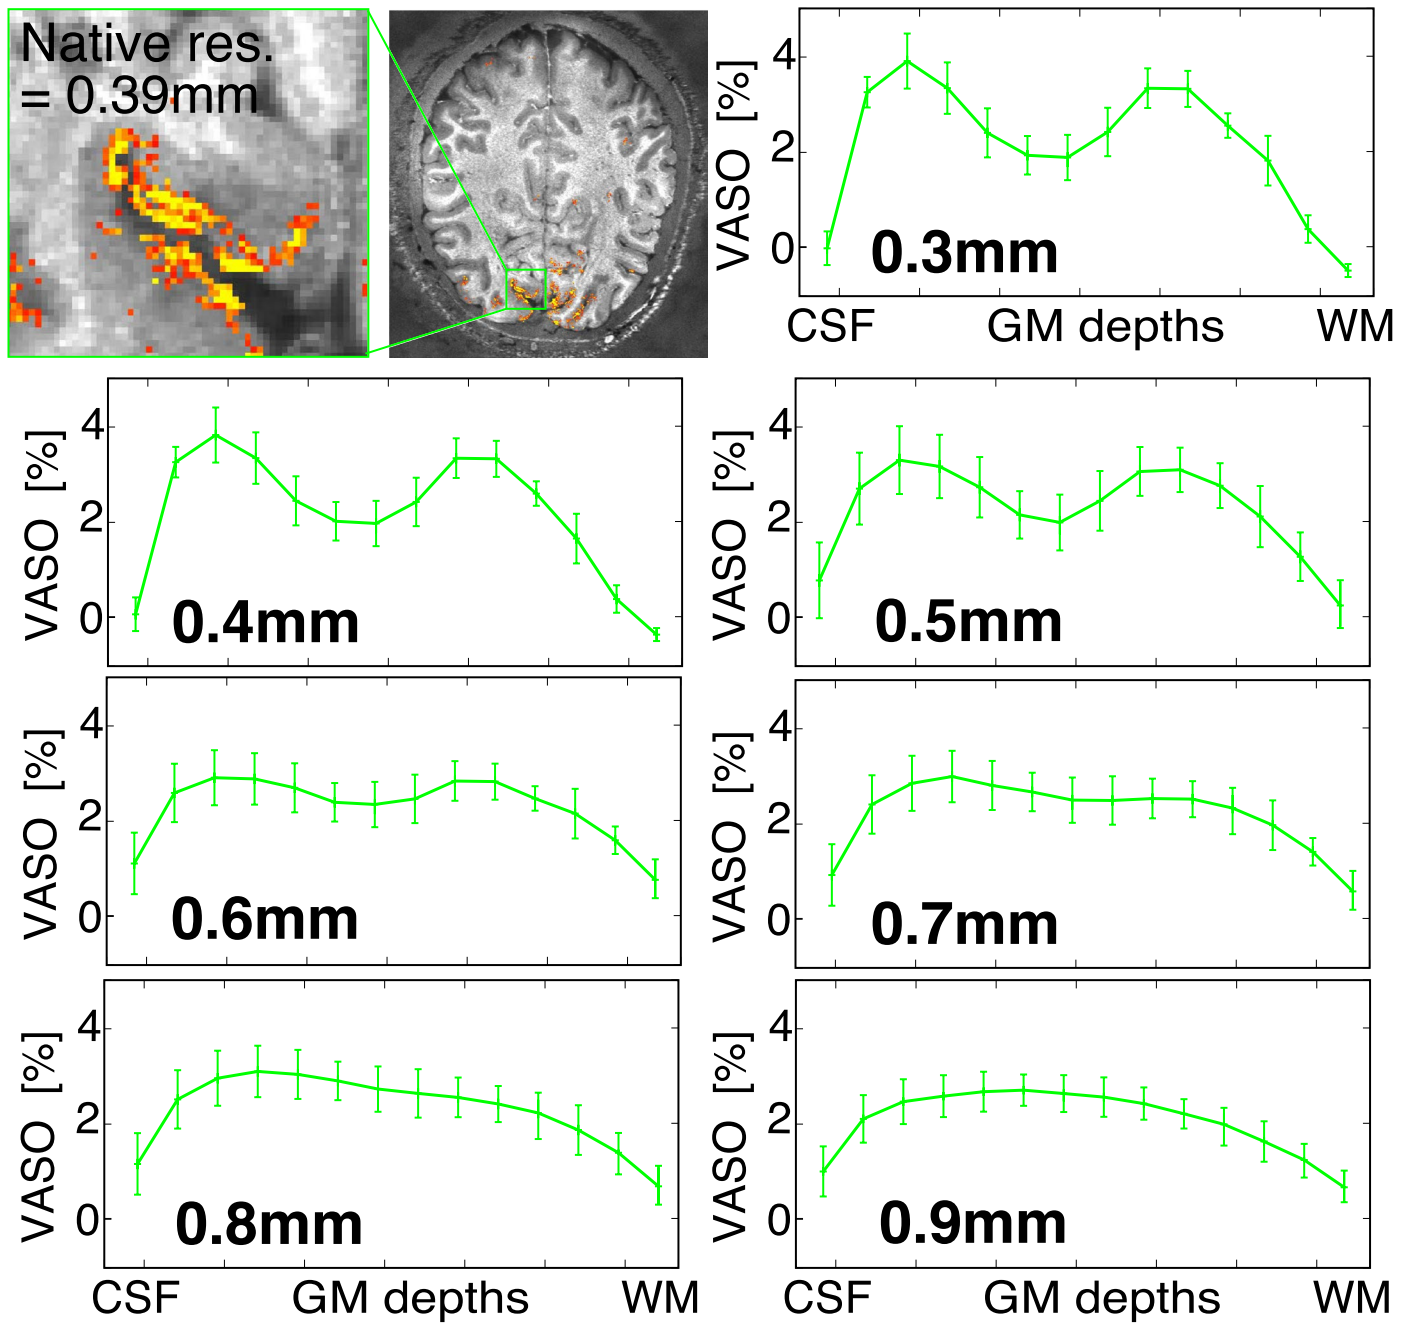 Native res.
= 0.39mm
VASO [%]
4
2
0
0.3mm
CSF GM depths WM
VASO [%]
4
2
0
0.4mm
VASO [%]
4
2
0
0.5mm
VASO [%]
4
2
0
0.6mm
VASO [%]
4
2
0
0.7mm
VASO [%]
4
2
0
0.8mm
CSF GM depths WM
VASO [%]
4
2
0
0.9mm
CSF GM depths WM